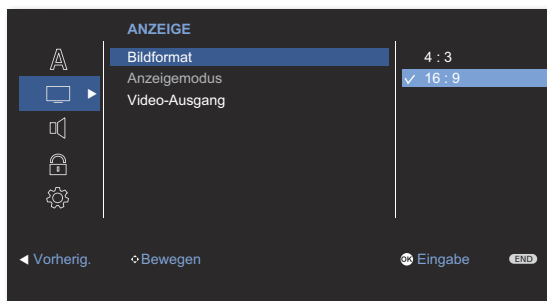 ANZEIGE
A
Bildformat
Anzeigemodus
Video-Ausgang
4 : 3
16 : 9
Vorherig.
Bewegen
OK Eingabe
END